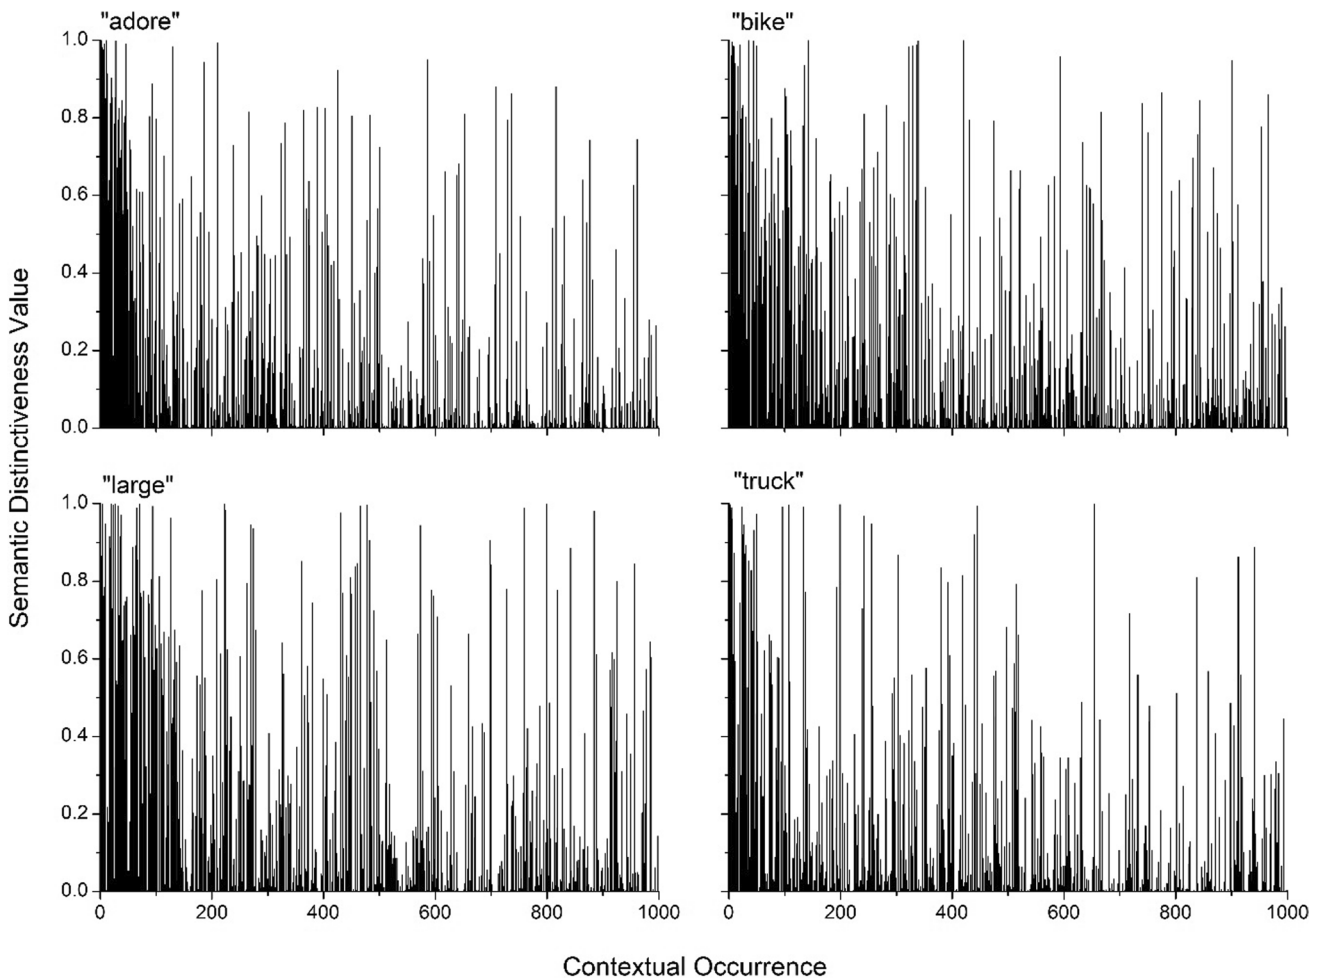 "adore"
"bike"
1.0
0.8
0.6
0.4
0.2
0.0
"large"
"truck"
1.0
0.8
0.6
0.4
0.2
0.0
0 200 400 600 800 1000
0 200 400 600 800 1000
Semantic Distinctiveness Value
Contextual Occurrence